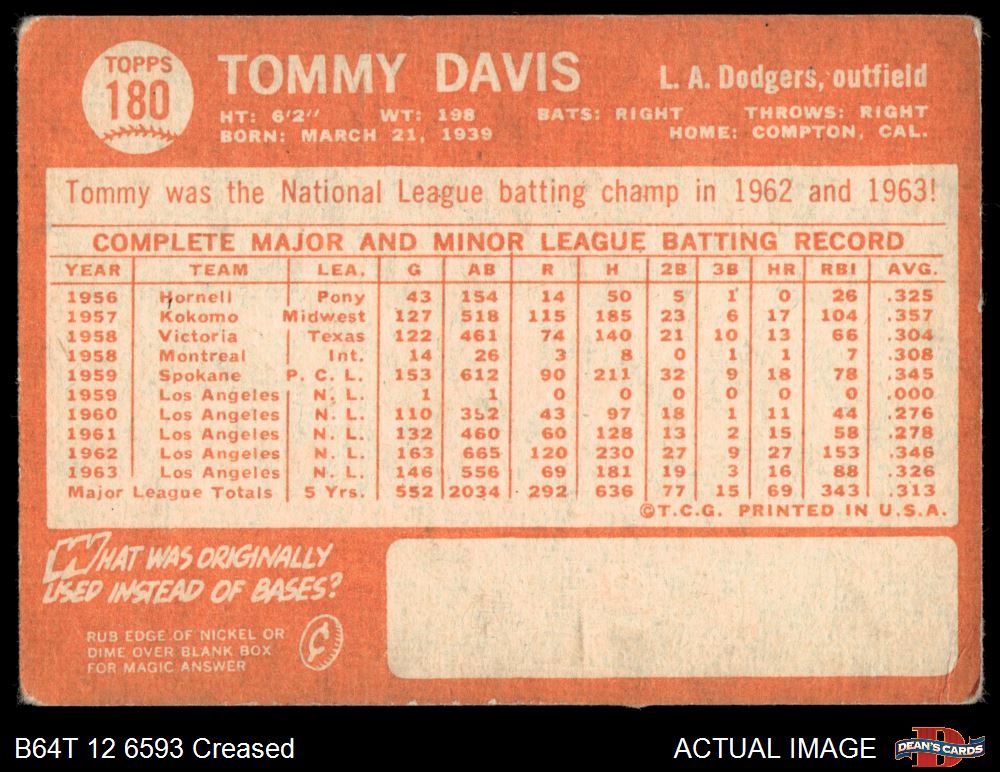 TOPPS
180
TOMMY DAVIS
L. A. Dodgers, outfield
HT: 6'2" WT: 198 BATS: RIGHT THROWS: RIGHT
BORN: MARCH 21, 1939 HOME: COMPTON, CAL.
Tommy was the National League batting champ in 1962 and 1963!
COMPLETE MAJOR AND MINOR LEAGUE BATTING RECORD
YEAR TEAM LEA. G AB R H 2B 3B HR RBI AVG.
1956 Hornell Pony 43 154 14 50 5 1 0 26 .325
1957 Kokomo Midwest 127 518 115 185 23 6 17 104 .357
1958 Victoria Texas 122 461 74 140 21 10 13 66 .304
1958 Montreal Int. 14 26 3 8 0 1 1 7 .308
1959 Spokane P. C. L. 153 612 90 211 32 9 18 78 .345
1959 Los Angeles N. L. 1 1 0 0 0 0 0 0 .000
1960 Los Angeles N. L. 110 352 43 97 18 1 11 44 .276
1961 Los Angeles N. L. 132 460 60 128 13 2 15 58 .278
1962 Los Angeles N. L. 163 665 120 230 27 9 27 153 .346
1963 Los Angeles N. L. 146 556 69 181 19 3 16 88 .326
Major League Totals 5 Yrs. 552 2034 292 636 77 15 69 343 .313
©T.C.G. PRINTED IN U.S.A.
WHAT WAS ORIGINALLY
USED INSTEAD OF BASES?
RUB EDGE OF NICKEL OR
DIME OVER BLANK BOX
FOR MAGIC ANSWER
¢
B64T 12 6593 Creased
ACTUAL IMAGE
DEAN'S CARDS